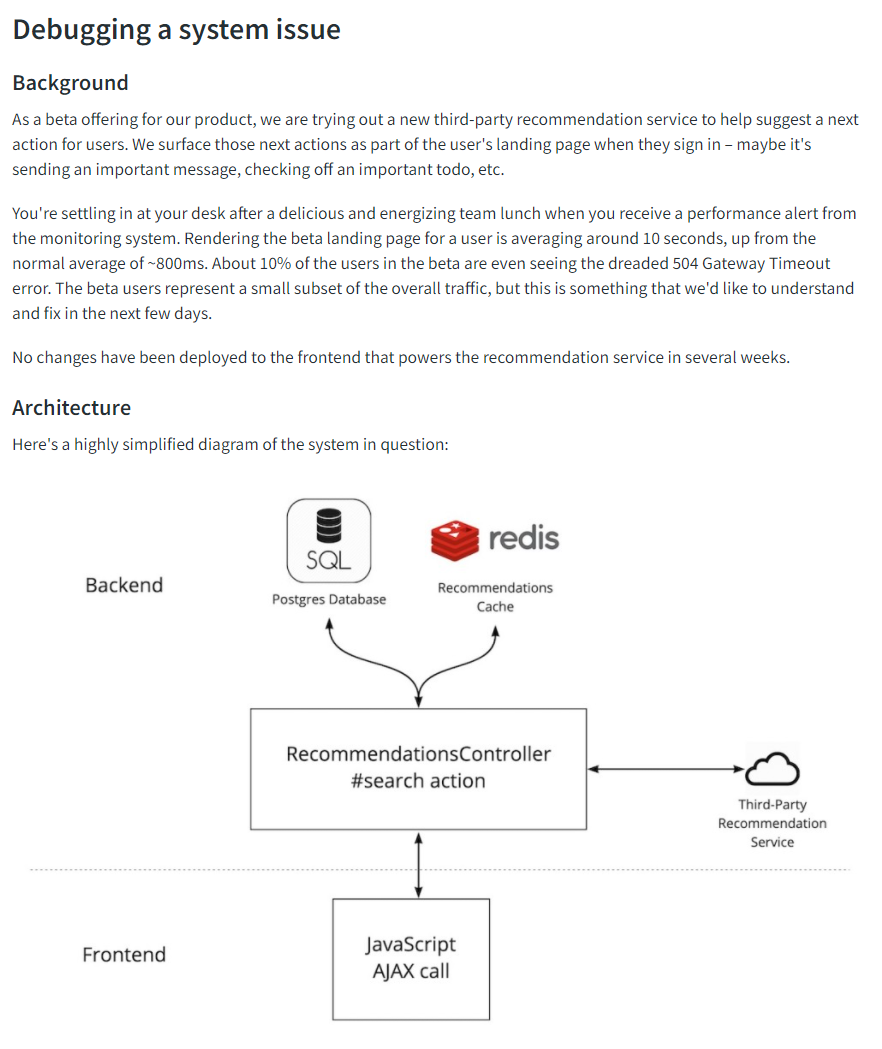 Debugging a system issue
Background
As a beta offering for our product, we are trying out a new third-party recommendation service to help suggest a next
action for users. We surface those next actions as part of the user's landing page when they sign in – maybe it's
sending an important message, checking off an important todo, etc.
You're settling in at your desk after a delicious and energizing team lunch when you receive a performance alert from
the monitoring system. Rendering the beta landing page for a user is averaging around 10 seconds, up from the
normal average of ~800ms. About 10% of the users in the beta are even seeing the dreaded 504 Gateway Timeout
error. The beta users represent a small subset of the overall traffic, but this is something that we'd like to understand
and fix in the next few days.
No changes have been deployed to the frontend that powers the recommendation service in several weeks.
Architecture
Here's a highly simplified diagram of the system in question:
SQL
redis
Backend
Postgres Database
Recommendations
Cache
RecommendationsController
#search action
Third-Party
Recommendation
Service
Frontend
JavaScript
AJAX call